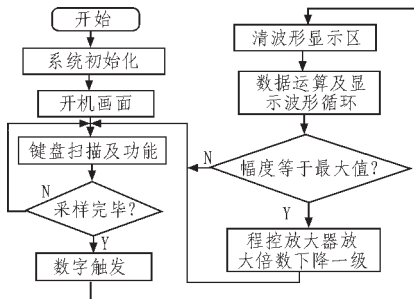 开始
系统初始化
开机画面
键盘扫描及功能
N
采样完毕?
Y
数字触发
清波形显示区
数据运算及显
示波形循环
N
幅度等于最大值?
Y
程控放大器放
大倍数下降一级